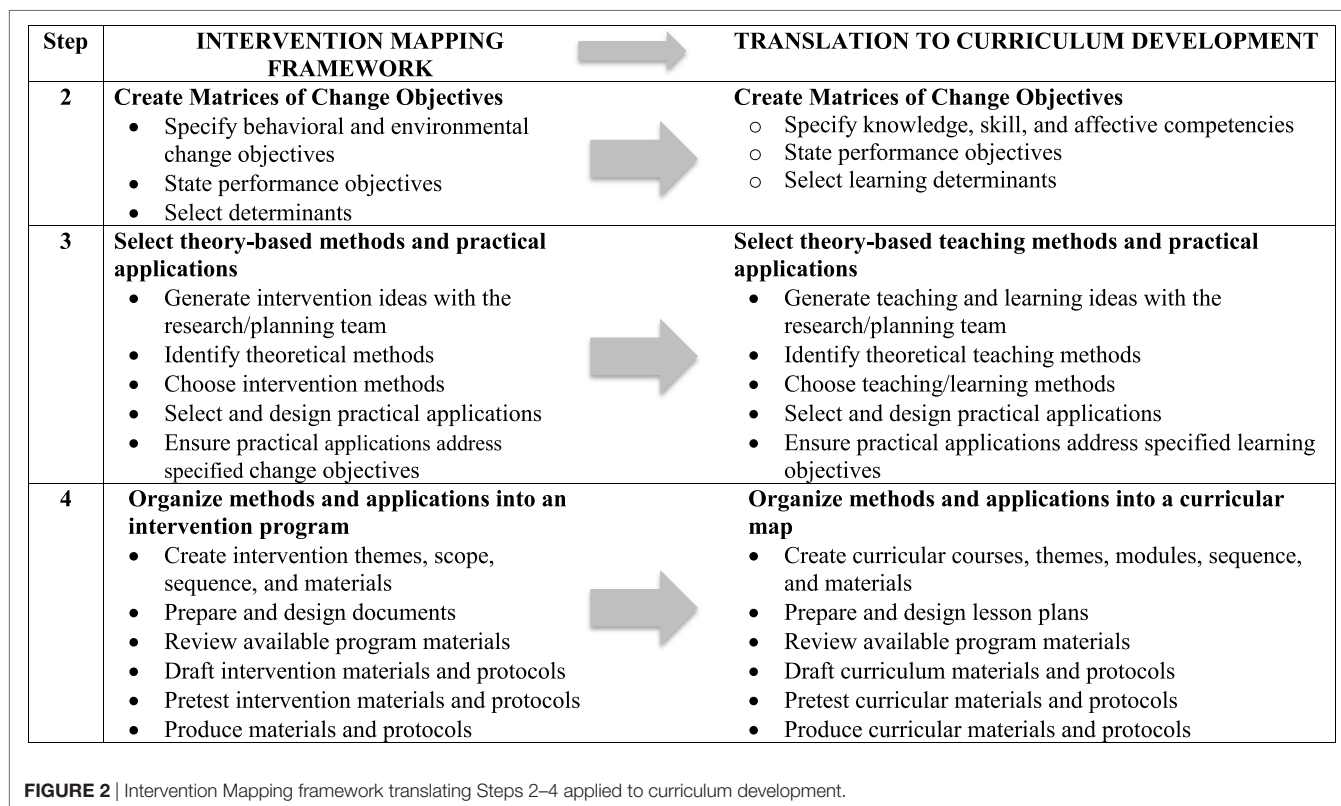 Step
INTERVENTION MAPPING
FRAMEWORK
TRANSLATION TO CURRICULUM DEVELOPMENT
2
Create Matrices of Change Objectives
• Specify behavioral and environmental
change objectives
• State performance objectives
• Select determinants
Create Matrices of Change Objectives
o Specify knowledge, skill, and affective competencies
o State performance objectives
o Select learning determinants
3
Select theory-based methods and practical
applications
• Generate intervention ideas with the
research/planning team
• Identify theoretical methods
• Choose intervention methods
• Select and design practical applications
• Ensure practical applications address
specified change objectives
Select theory-based teaching methods and practical
applications
• Generate teaching and learning ideas with the
research/planning team
• Identify theoretical teaching methods
• Choose teaching/learning methods
• Select and design practical applications
• Ensure practical applications address specified learning
objectives
4
Organize methods and applications into an
intervention program
• Create intervention themes, scope,
sequence, and materials
• Prepare and design documents
• Review available program materials
• Draft intervention materials and protocols
• Pretest intervention materials and protocols
• Produce materials and protocols
Organize methods and applications into a curricular
map
• Create curricular courses, themes, modules, sequence,
and materials
• Prepare and design lesson plans
• Review available program materials
• Draft curriculum materials and protocols
• Pretest curricular materials and protocols
• Produce curricular materials and protocols
FIGURE 2 | Intervention Mapping framework translating Steps 2–4 applied to curriculum development.